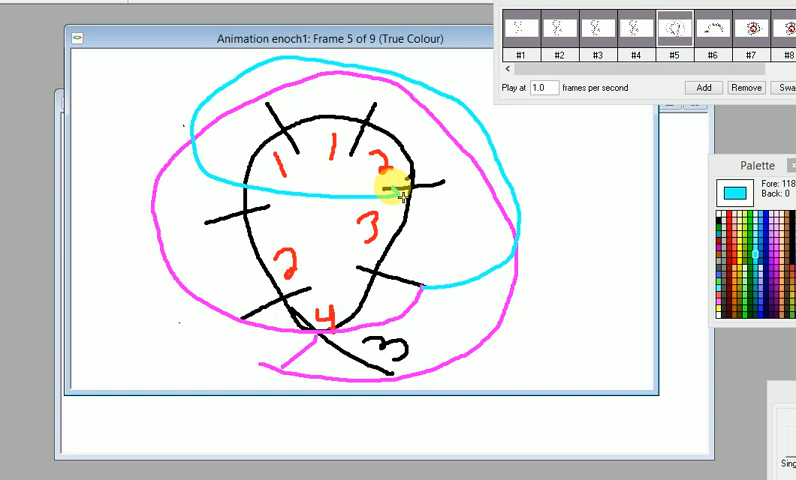 Animation enoch1: Frame 5 of 9 (True Colour)
#1 #2 #3 #4 #5 #6 #7 #8
Play at 1.0 frames per second Add Remove
Palette
Fore: 118
Back: 0
1 1 2
3
2
4
3